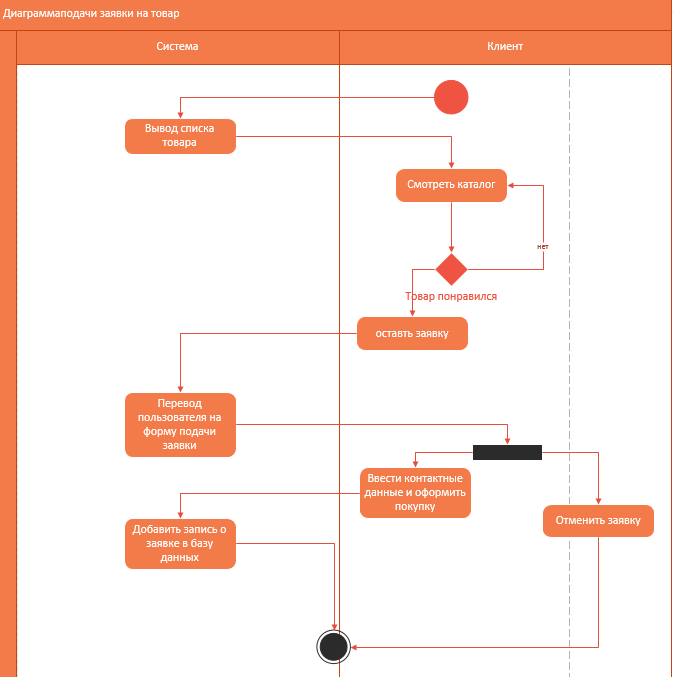 Диаграммаподачи заявки на товар
Система
Клиент
Вывод списка
товара
Смотреть каталог
нет
Товар понравился
оставть заявку
Перевод
пользователя на
форму подачи
заявки
Ввести контактные
данные и оформить
покупку
Отменить заявку
Добавить запись о
заявке в базу
данных